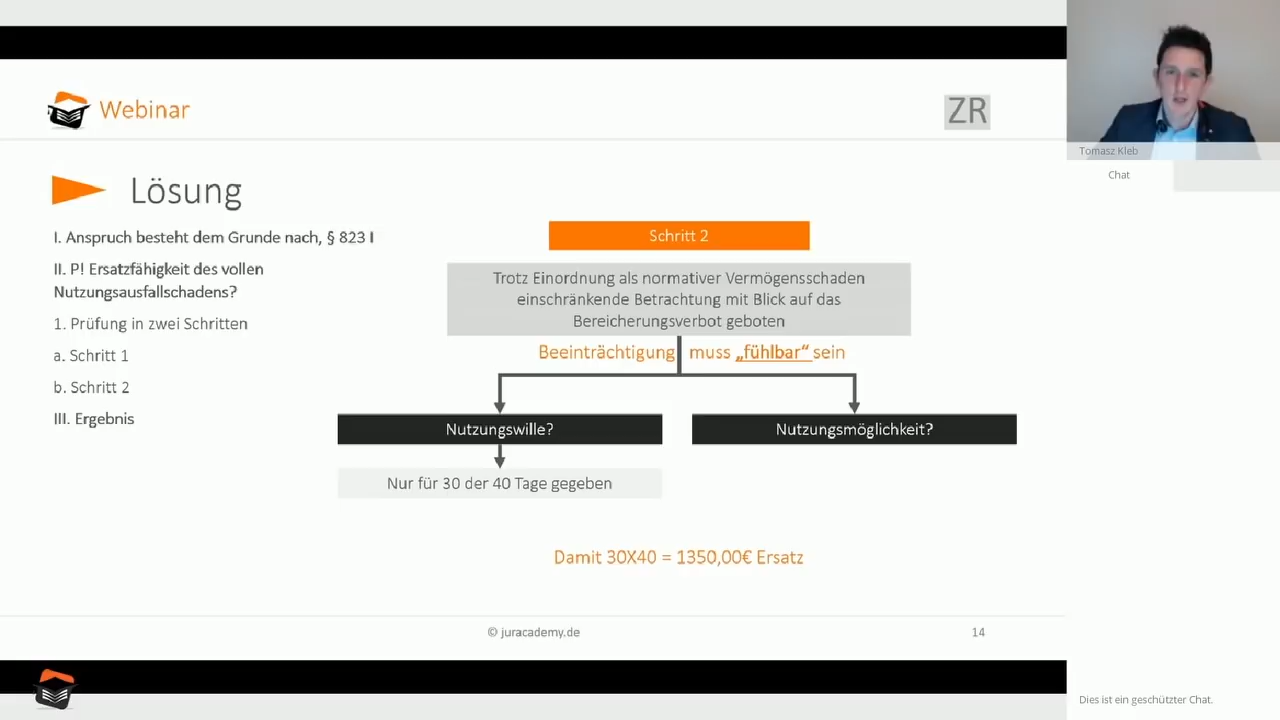 Webinar
ZR
Tomasz Kleb
Chat
Lösung
I. Anspruch besteht dem Grunde nach, § 823 I
II. P! Ersatzfähigkeit des vollen
Nutzungsausfallschadens?
1. Prüfung in zwei Schritten
a. Schritt 1
b. Schritt 2
III. Ergebnis
Schritt 2
Trotz Einordnung als normativer Vermögensschaden
einschränkende Betrachtung mit Blick auf das
Bereicherungsverbot geboten
Beeinträchtigung muss „fühlbar“ sein
Nutzungswille?
Nutzungsmöglichkeit?
Nur für 30 der 40 Tage gegeben
Damit 30X40 = 1350,00€ Ersatz
© juracademy.de
14
Dies ist ein geschützter Chat.